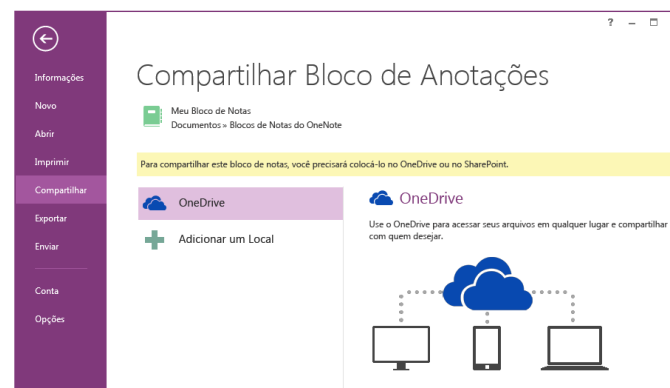 ? – □
Informações
Novo
Abrir
Imprimir
Compartilhar
Exportar
Enviar
Conta
Opções
Compartilhar Bloco de Anotações
Meu Bloco de Notas
Documentos » Blocos de Notas do OneNote
Para compartilhar este bloco de notas, você precisará colocá-lo no OneDrive ou no SharePoint.
OneDrive
Adicionar um Local
OneDrive
Use o OneDrive para acessar seus arquivos em qualquer lugar e compartilhar
com quem desejar.